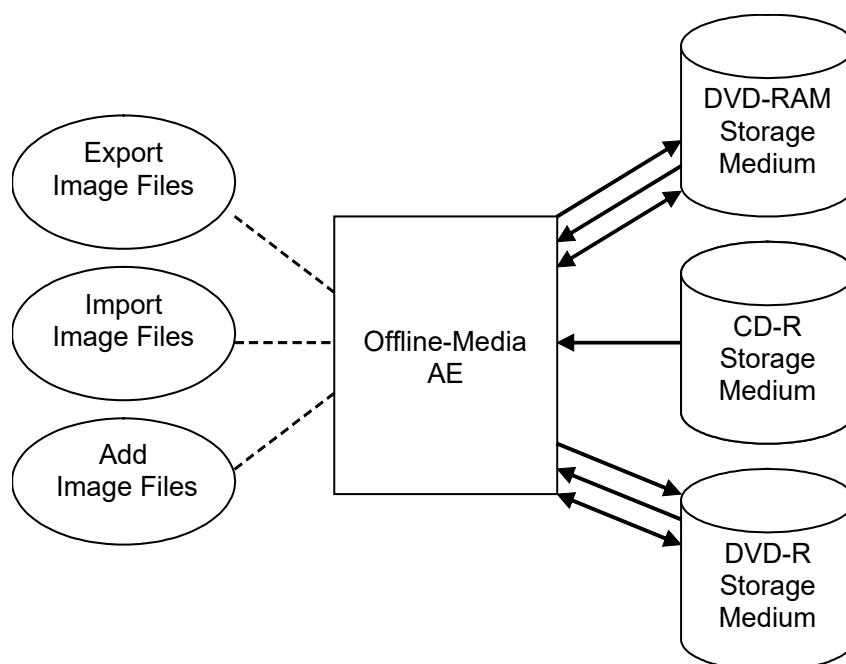 Export
Image Files
Import
Image Files
Add
Image Files
Offline-Media
AE
DVD-RAM
Storage
Medium
CD-R
Storage
Medium
DVD-R
Storage
Medium